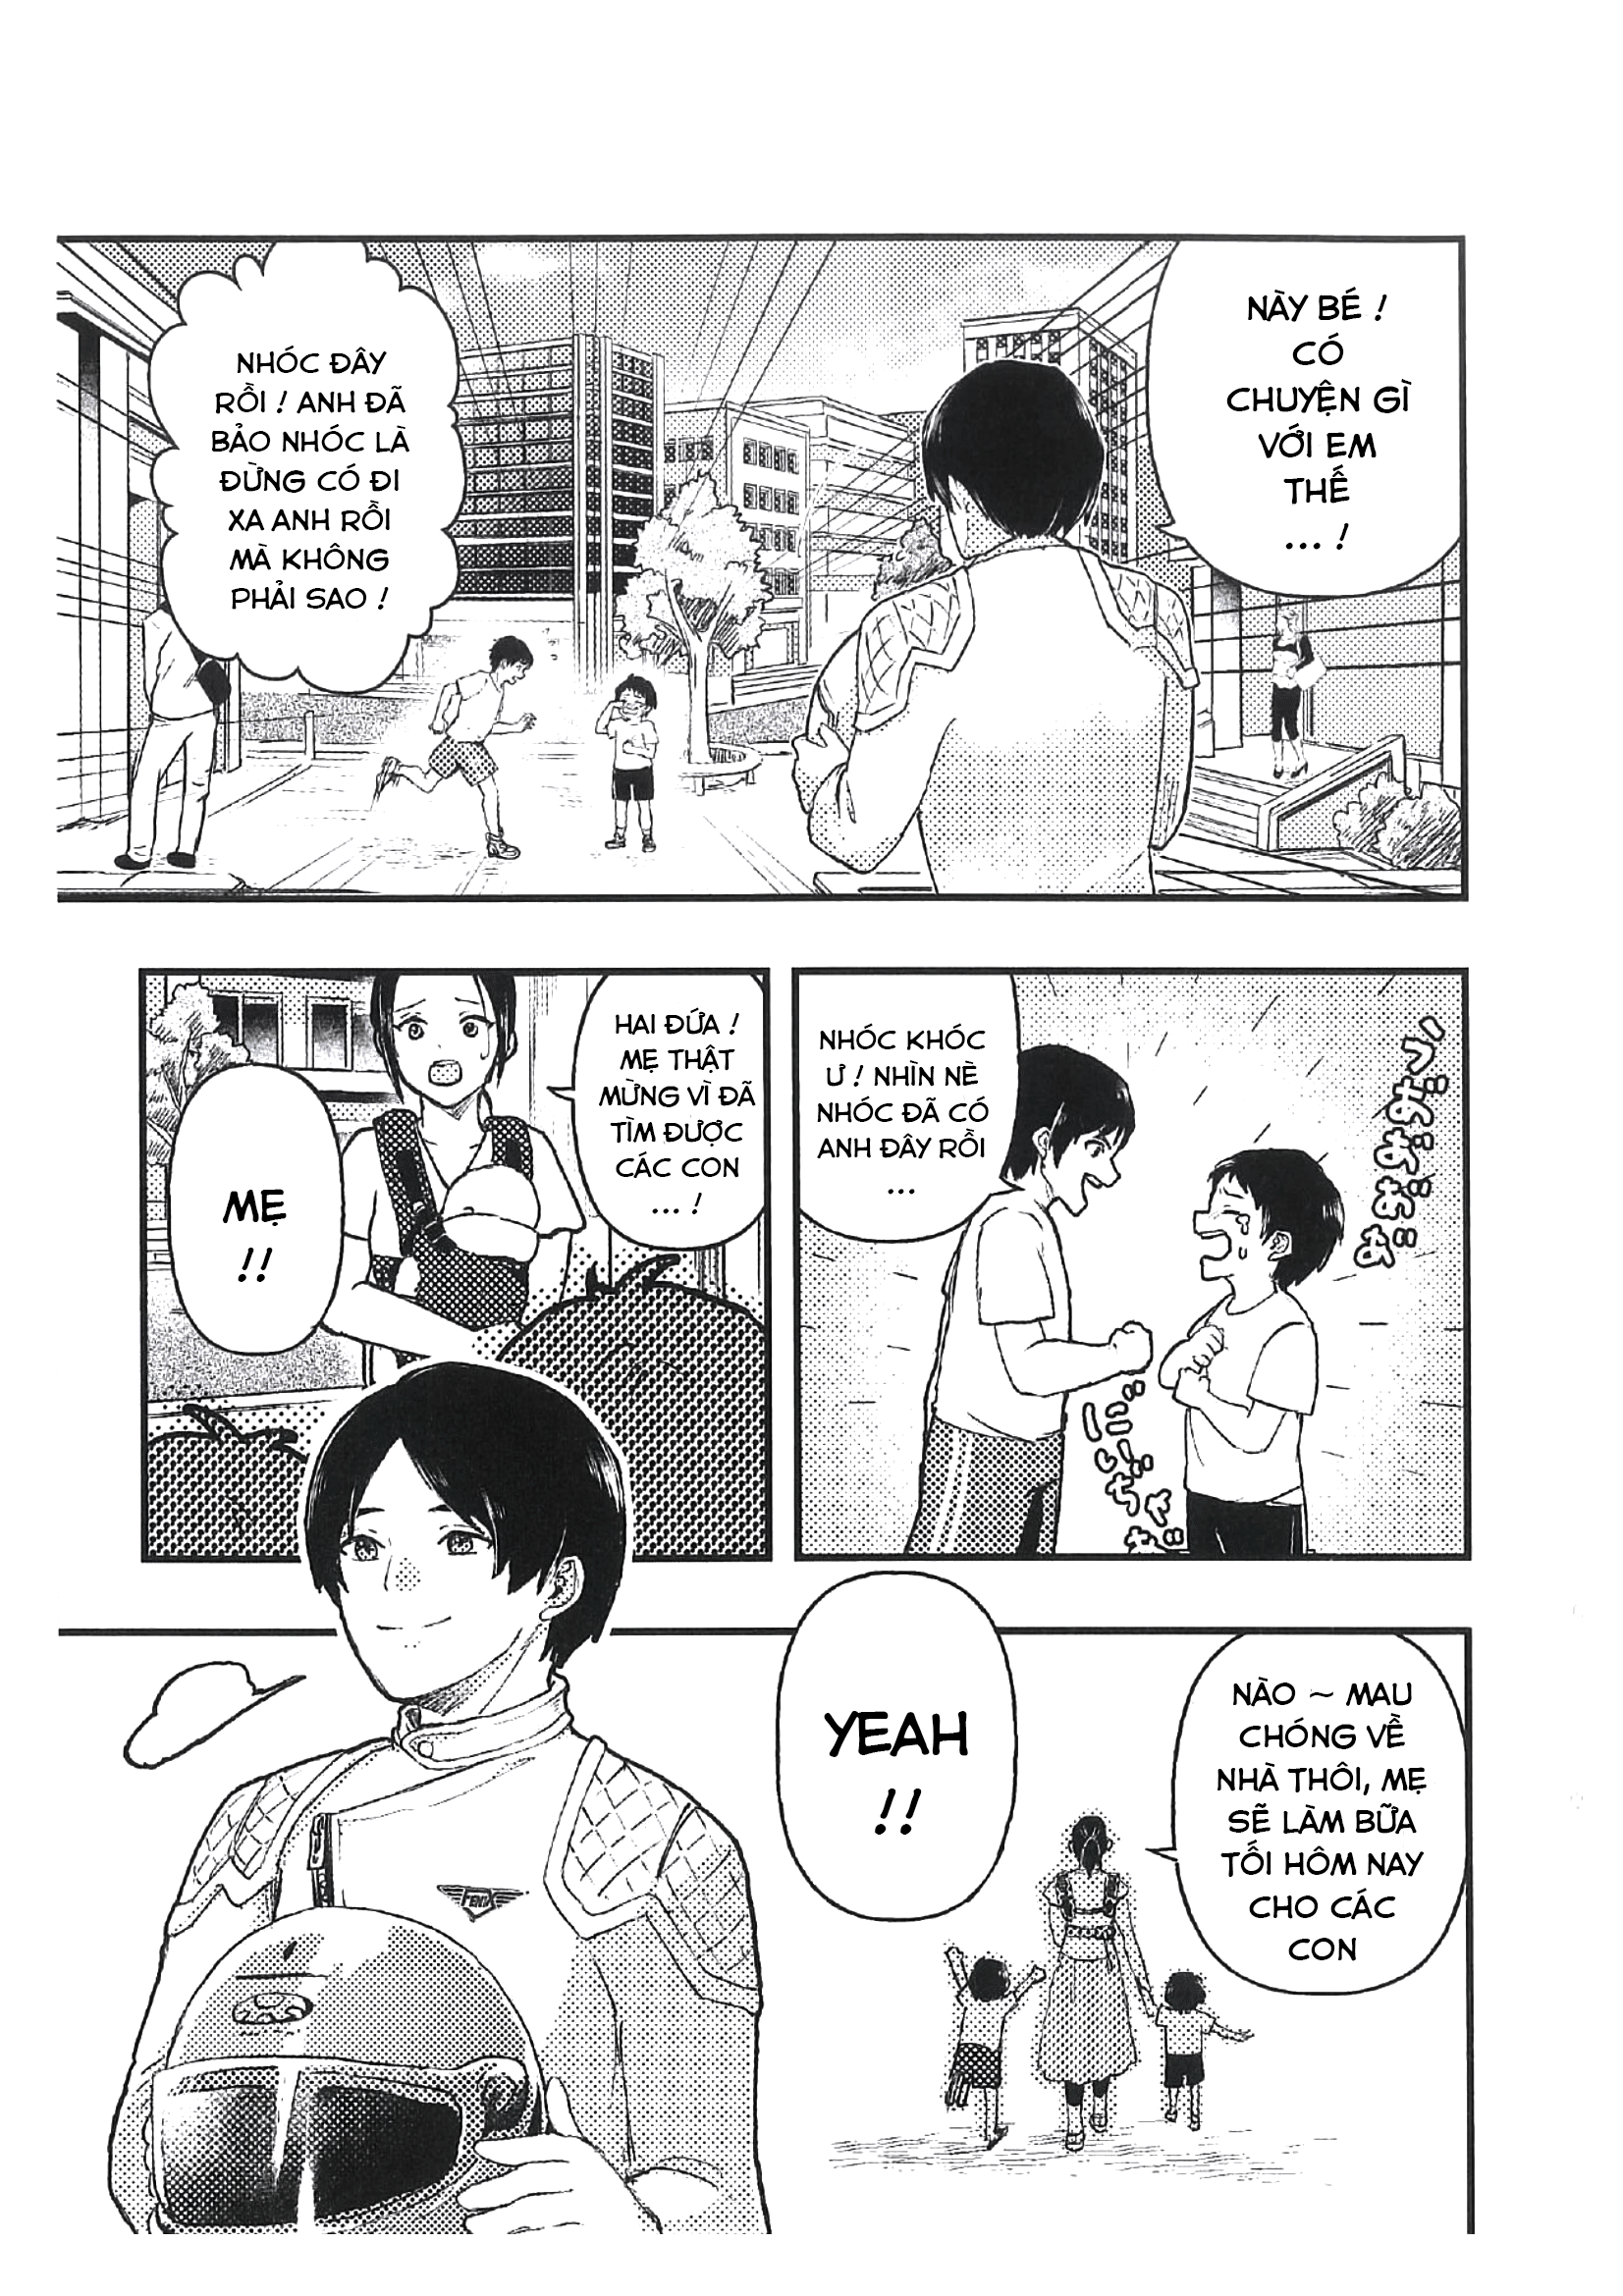 NÀY BÉ !
CÓ
CHUYỆN GÌ
VỚI EM
THẾ
... !
NHÓC ĐÂY
RỒI ! ANH ĐÃ
BẢO NHÓC LÀ
ĐỪNG CÓ ĐI
XA ANH RỒI
MÀ KHÔNG
PHẢI SAO !
NHÓC KHÓC
Ư ! NHÌN NÈ
NHÓC ĐÃ CÓ
ANH ĐÂY RỒI
...
HAI ĐỨA !
MẸ THẬT
MỪNG VÌ ĐÃ
TÌM ĐƯỢC
CÁC CON
... !
MẸ
!!
NÀO ~ MAU
CHÓNG VỀ
NHÀ THÔI, MẸ
SẼ LÀM BỮA
TỐI HÔM NAY
CHO CÁC
CON
YEAH
!!
FENIX